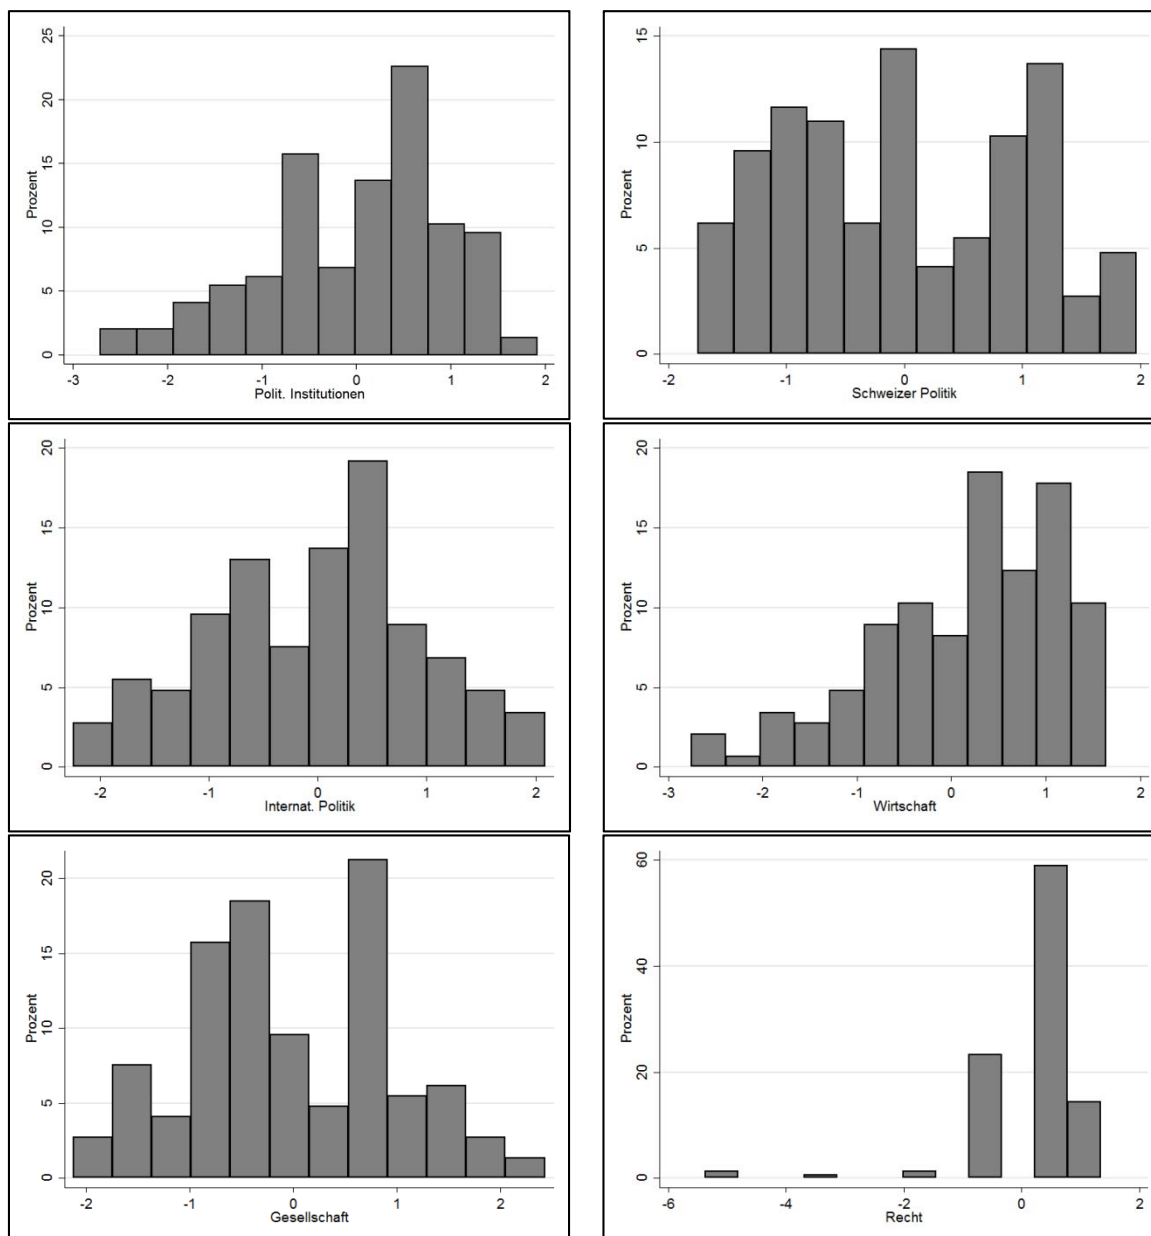 25
20
15
10
5
0
Prozent
-3 -2 -1 0 1 2
Polit. Institutionen
15
10
5
0
Prozent
-2 -1 0 1 2
Schweizer Politik
20
15
10
5
0
Prozent
-2 -1 0 1 2
Internat. Politik
20
15
10
5
0
Prozent
-3 -2 -1 0 1 2
Wirtschaft
20
15
10
5
0
Prozent
-2 -1 0 1 2
Gesellschaft
60
40
20
0
Prozent
-6 -4 -2 0 2
Recht